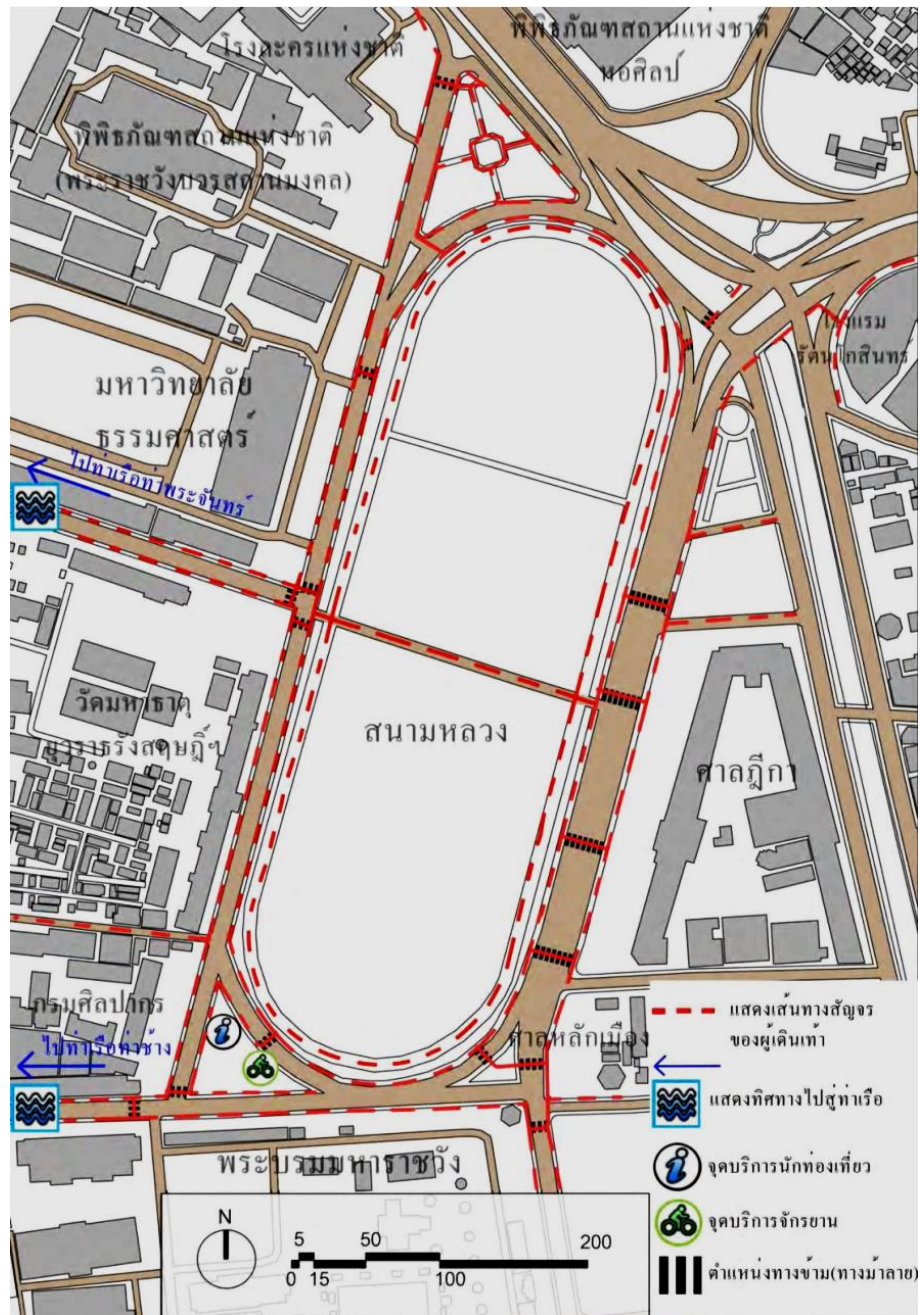 โรงละครแห่งชาติ
พิพิธภัณฑสถานแห่งชาติ
หอศิลป์
พิพิธภัณฑสถานแห่งชาติ
(พระราชวังบวรสถานมงคล)
โรงแรม
รัตนโกสินทร์
มหาวิทยาลัย
ธรรมศาสตร์
ไปท่าเรือท่าพระจันทร์
วัดมหาธาตุ
ยุวราชรังสฤษฎิ์ฯ
สนามหลวง
ศาลฎีกา
กรมศิลปากร
ไปท่าเรือท่าช้าง
ศาลหลักเมือง
พระบรมมหาราชวัง
แสดงเส้นทางสัญจร
ของผู้เดินเท้า
แสดงทิศทางไปสู่ท่าเรือ
i
จุดบริการนักท่องเที่ยว
จุดบริการจักรยาน
ตำแหน่งทางข้าม(ทางม้าลาย)
N
5 50 200
0 15 100